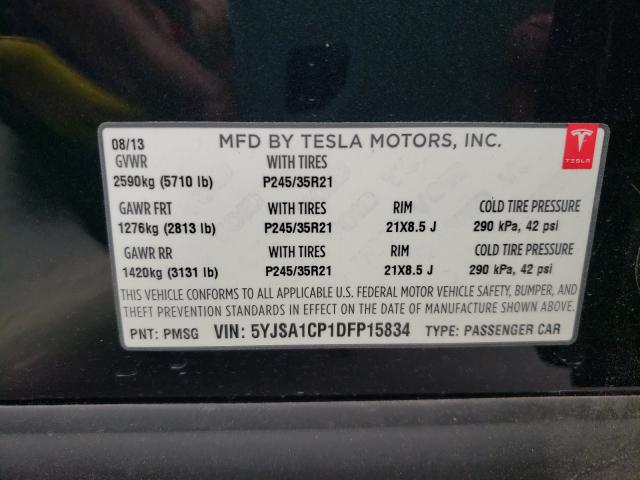 08/13 MFD BY TESLA MOTORS, INC.
TESLA
GVWR WITH TIRES
2590kg (5710 lb) P245/35R21
GAWR FRT WITH TIRES RIM COLD TIRE PRESSURE
1276kg (2813 lb) P245/35R21 21X8.5 J 290 kPa, 42 psi
GAWR RR WITH TIRES RIM COLD TIRE PRESSURE
1420kg (3131 lb) P245/35R21 21X8.5 J 290 kPa, 42 psi
THIS VEHICLE CONFORMS TO ALL APPLICABLE U.S. FEDERAL MOTOR VEHICLE SAFETY, BUMPER, AND
THEFT PREVENTION STANDARDS IN EFFECT ON THE DATE OF MANUFACTURE SHOWN ABOVE.
PNT: PMSG VIN: 5YJSA1CP1DFP15834 TYPE: PASSENGER CAR